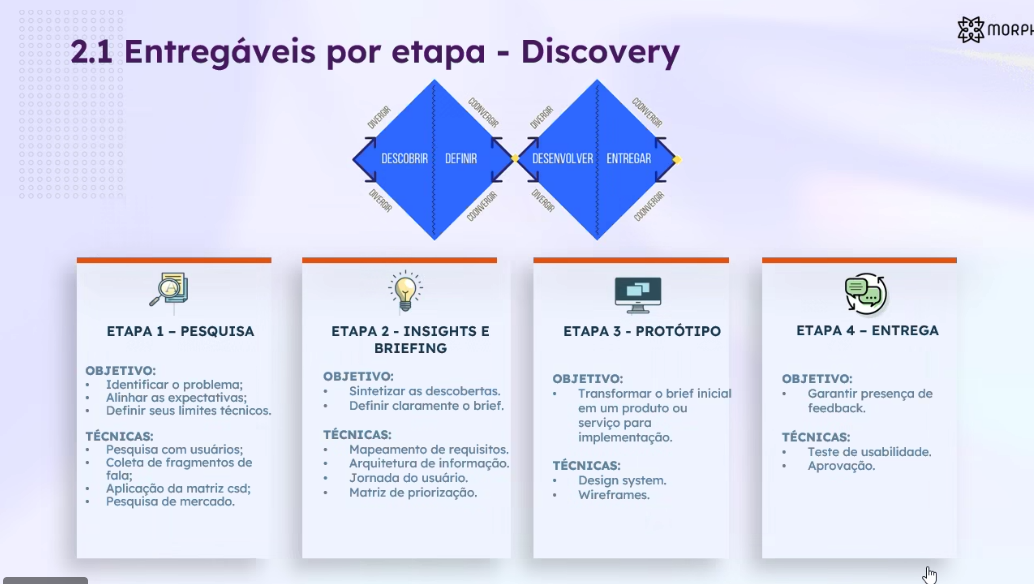 2.1 Entregáveis por etapa - Discovery
MORPH
DIVERGIR
COONVERGIR
DIVERGIR
COONVERGIR
DESCOBRIR
DEFINIR
DESENVOLVER
ENTREGAR
DIVERGIR
COONVERGIR
DIVERGIR
COONVERGIR
ETAPA 1 – PESQUISA
OBJETIVO:
• Identificar o problema;
• Alinhar as expectativas;
• Definir seus limites técnicos.
TÉCNICAS:
• Pesquisa com usuários;
• Coleta de fragmentos de
fala;
• Aplicação da matriz csd;
• Pesquisa de mercado.
ETAPA 2 - INSIGHTS E
BRIEFING
OBJETIVO:
• Sintetizar as descobertas.
• Definir claramente o brief.
TÉCNICAS:
• Mapeamento de requisitos.
• Arquitetura de informação.
• Jornada do usuário.
• Matriz de priorização.
ETAPA 3 - PROTÓTIPO
OBJETIVO:
• Transformar o brief inicial
em um produto ou
serviço para
implementação.
TÉCNICAS:
• Design system.
• Wireframes.
ETAPA 4 – ENTREGA
OBJETIVO:
• Garantir presença de
feedback.
TÉCNICAS:
• Teste de usabilidade.
• Aprovação.